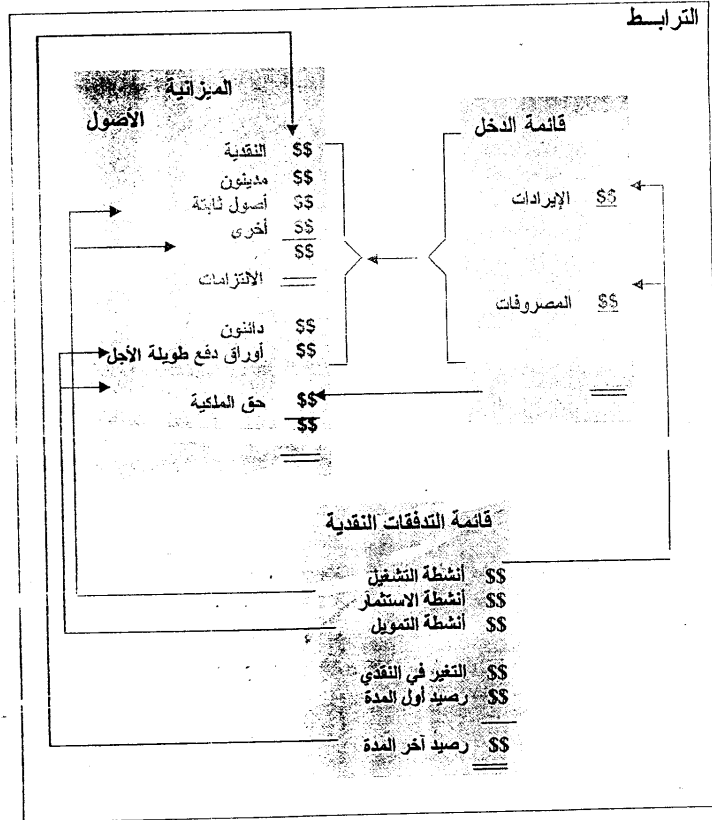 الترابط
الميزانية
الأصول
النقدية $$
مدينون $$
أصول ثابتة $$
أخرى $$
$$
الالتزامات
دائنون $$
أوراق دفع طويلة الأجل $$
حق الملكية $$
$$
قائمة الدخل
الإيرادات $$
المصروفات $$
قائمة التدفقات النقدية
أنشطة التشغيل $$
أنشطة الاستثمار $$
أنشطة التمويل $$
التغير في النقدي $$
رصيد أول المدة $$
رصيد آخر المدة $$